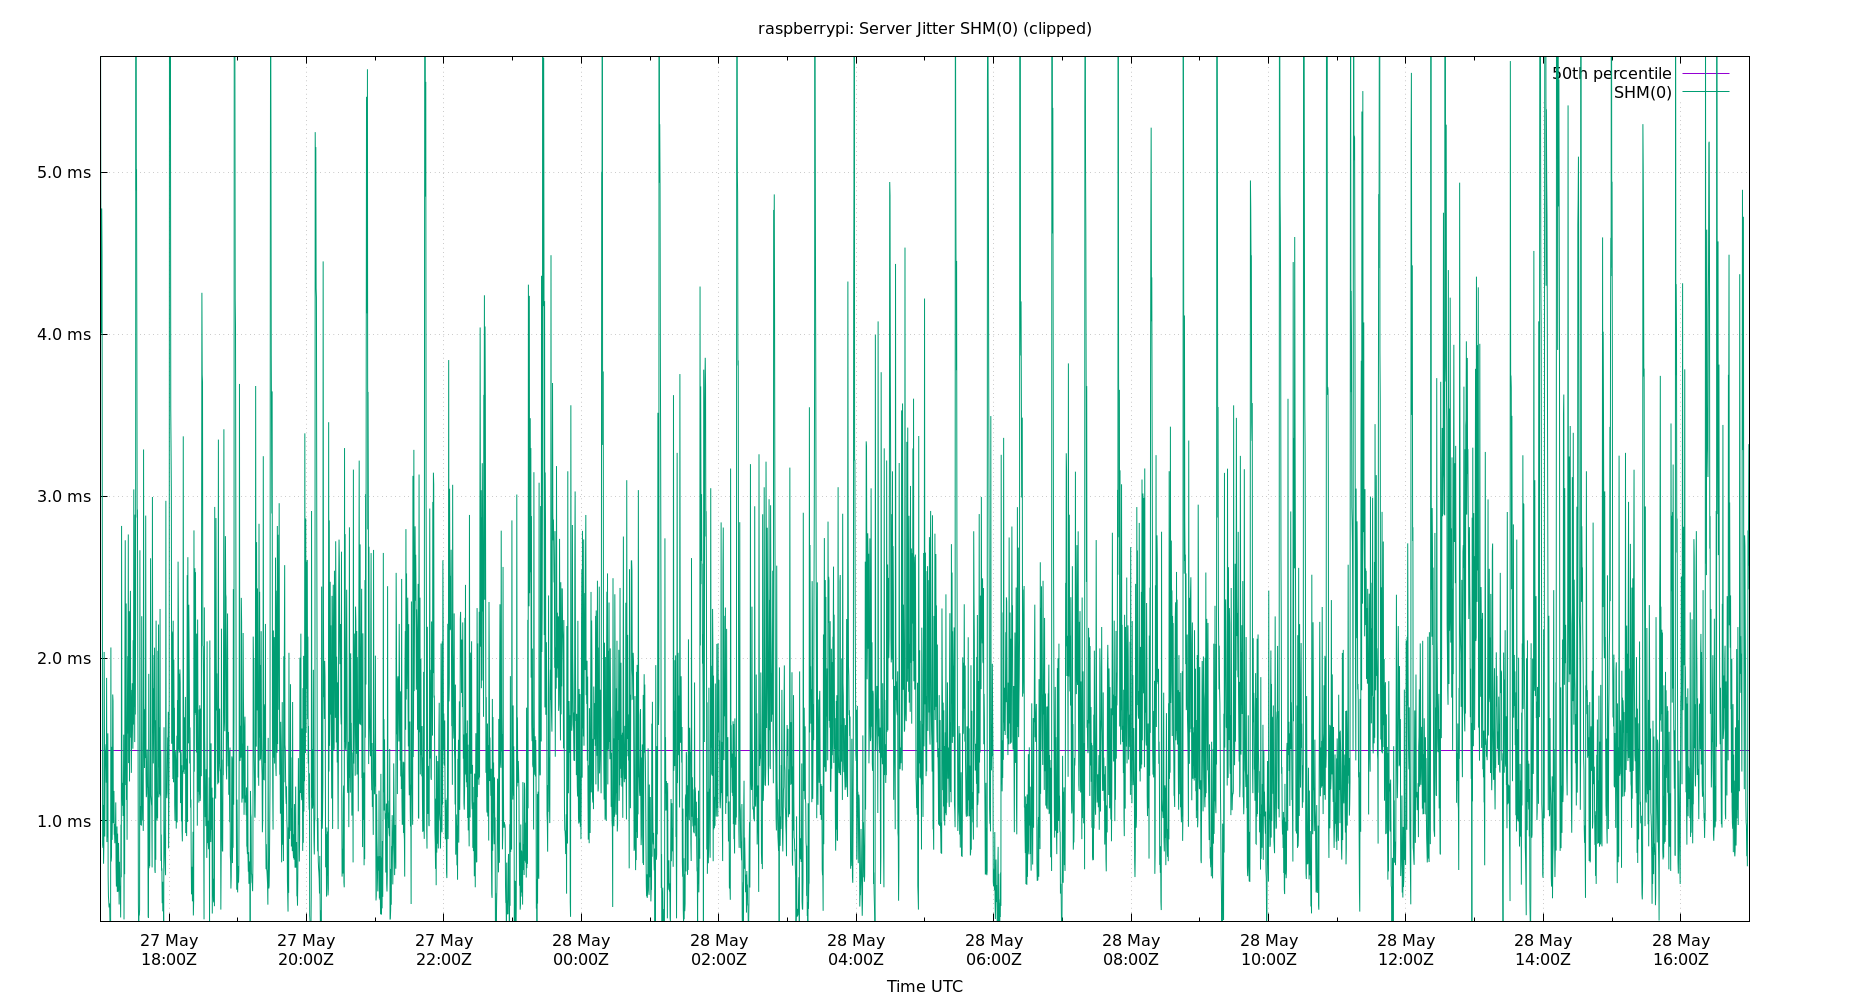 raspberrypi: Server Jitter SHM(0) (clipped)
50th percentile
SHM(0)
5.0 ms
4.0 ms
3.0 ms
2.0 ms
1.0 ms
27 May 27 May 27 May 28 May 28 May 28 May 28 May 28 May 28 May 28 May 28 May 28 May
18:00Z 20:00Z 22:00Z 00:00Z 02:00Z 04:00Z 06:00Z 08:00Z 10:00Z 12:00Z 14:00Z 16:00Z
Time UTC